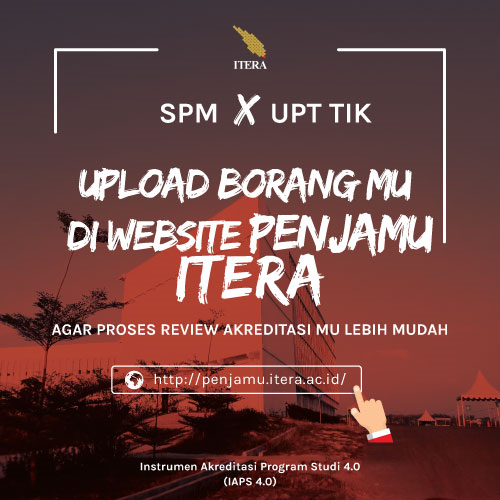 ITERA
SPM X UPT TIK
UPLOAD BORANG MU
DI WEBSITE PENJAMU
ITERA
AGAR PROSES REVIEW AKREDITASI MU LEBIH MUDAH
http://penjamu.itera.ac.id/
Instrumen Akreditasi Program Studi 4.0
(IAPS 4.0)